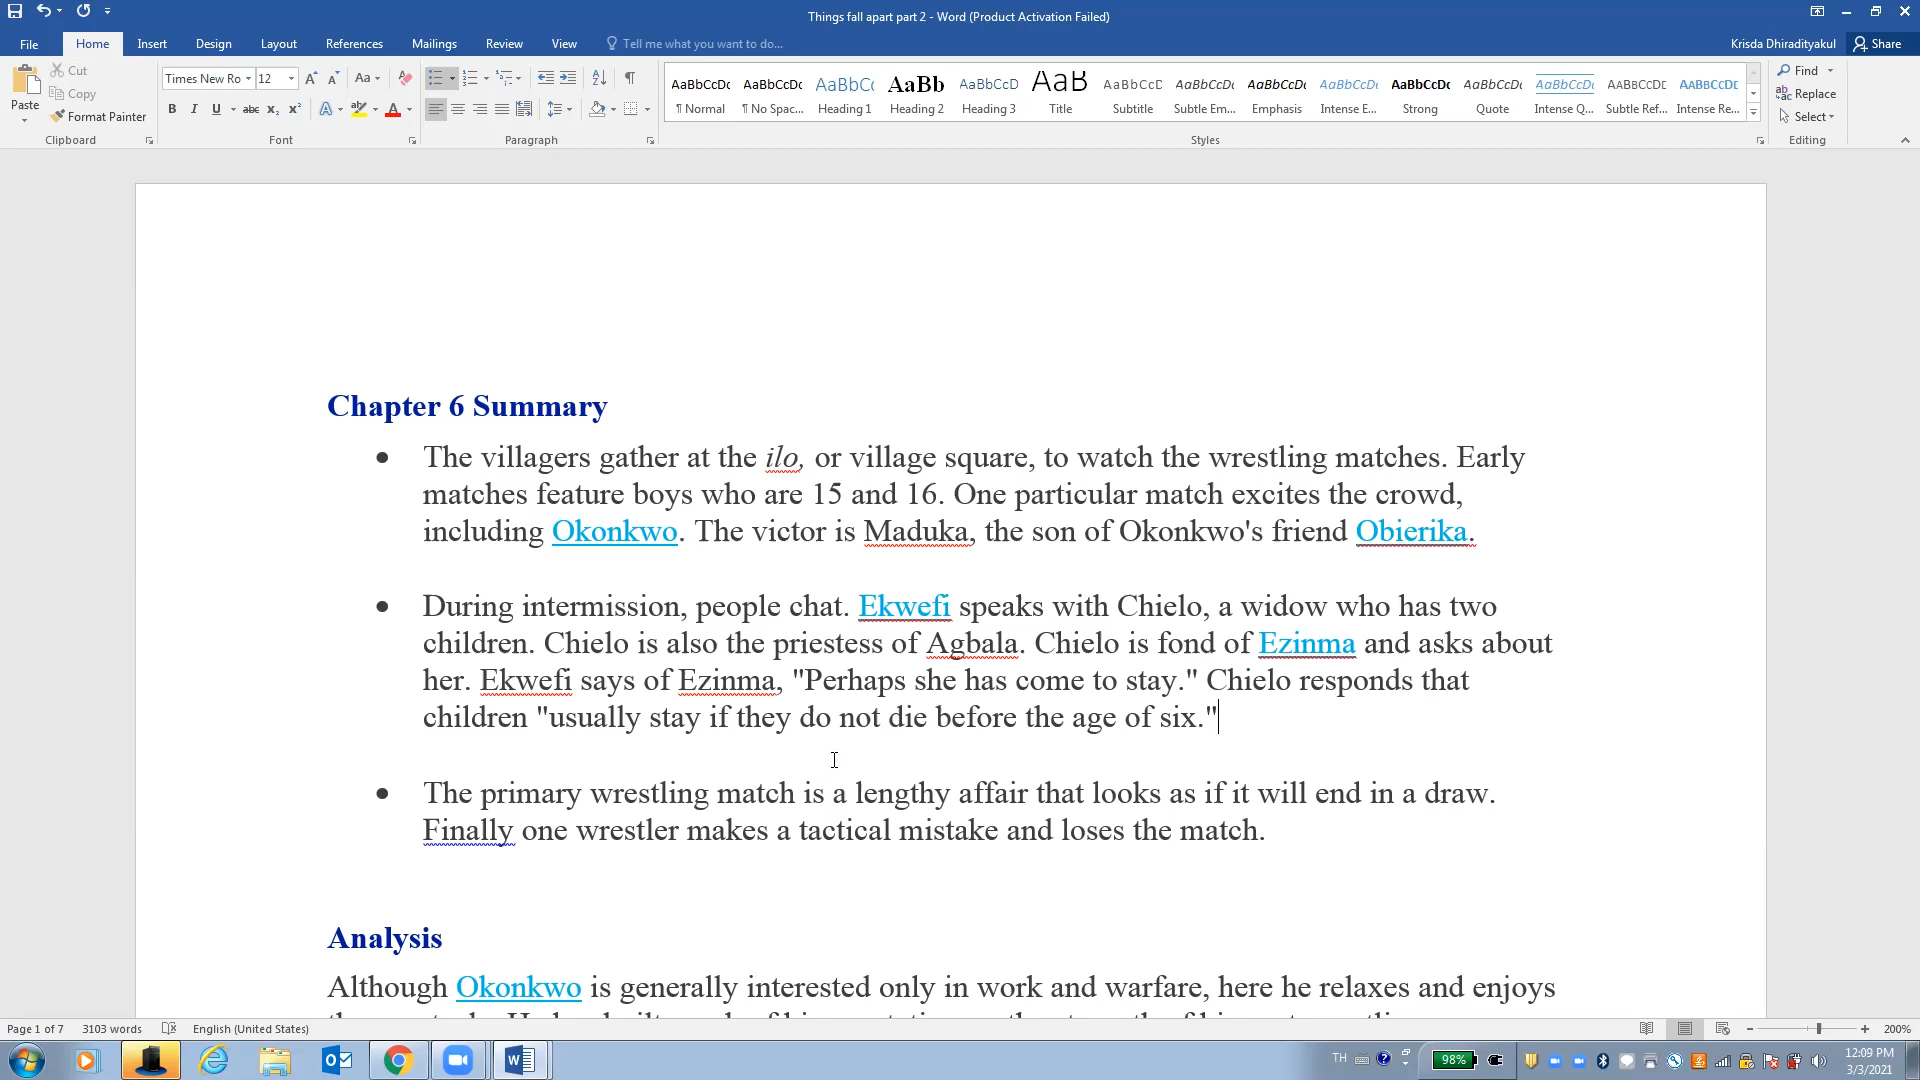 Things fall apart part 2 - Word (Product Activation Failed)
File Home Insert Design Layout References Mailings Review View Tell me what you want to do... Krisda Dhiradityakul Share
Paste Cut Copy Format Painter
Times New Ro 12 Aa
B I U abc X₂ X² A A
AaBbCcDc AaBbCcDc AaBbCc AaBb AaBbCcD AaB AaBbCcD AaBbCcDc AaBbCcDc AaBbCcDc AaBbCcDc AaBbCcDc AaBbCcDc AaBbCcDc AaBbCcDc
¶ Normal ¶ No Spac... Heading 1 Heading 2 Heading 3 Title Subtitle Subtle Em... Emphasis Intense E... Strong Quote Intense Q... Subtle Ref... Intense Re...
Find Replace Select
Clipboard Font Paragraph Styles Editing
Chapter 6 Summary
• The villagers gather at the ilo, or village square, to watch the wrestling matches. Early
matches feature boys who are 15 and 16. One particular match excites the crowd,
including Okonkwo. The victor is Maduka, the son of Okonkwo's friend Obierika.
• During intermission, people chat. Ekwefi speaks with Chielo, a widow who has two
children. Chielo is also the priestess of Agbala. Chielo is fond of Ezinma and asks about
her. Ekwefi says of Ezinma, "Perhaps she has come to stay." Chielo responds that
children "usually stay if they do not die before the age of six."
• The primary wrestling match is a lengthy affair that looks as if it will end in a draw.
Finally one wrestler makes a tactical mistake and loses the match.
Analysis
Although Okonkwo is generally interested only in work and warfare, here he relaxes and enjoys
Page 1 of 7 3103 words English (United States) 200%
TH 98% 12:09 PM
3/3/2021